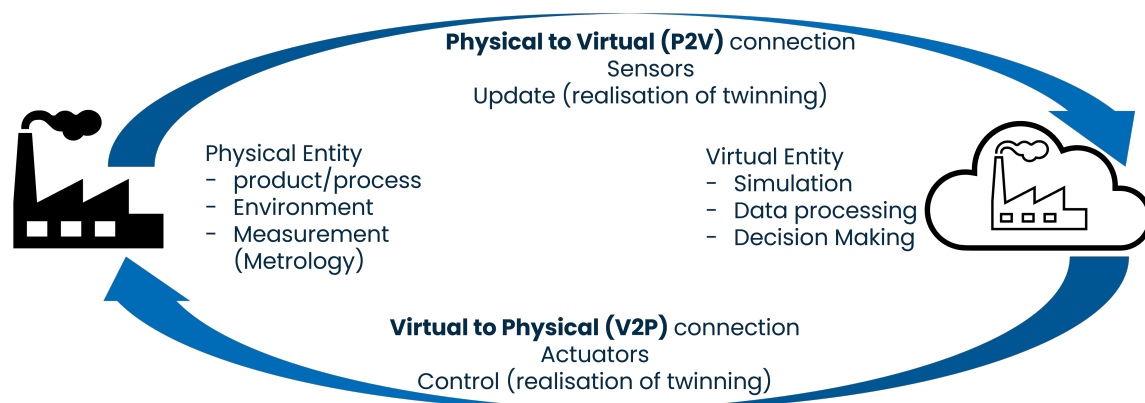 Physical to Virtual (P2V) connection
Sensors
Update (realisation of twinning)
Physical Entity
- product/process
- Environment
- Measurement
(Metrology)
Virtual Entity
- Simulation
- Data processing
- Decision Making
Virtual to Physical (V2P) connection
Actuators
Control (realisation of twinning)